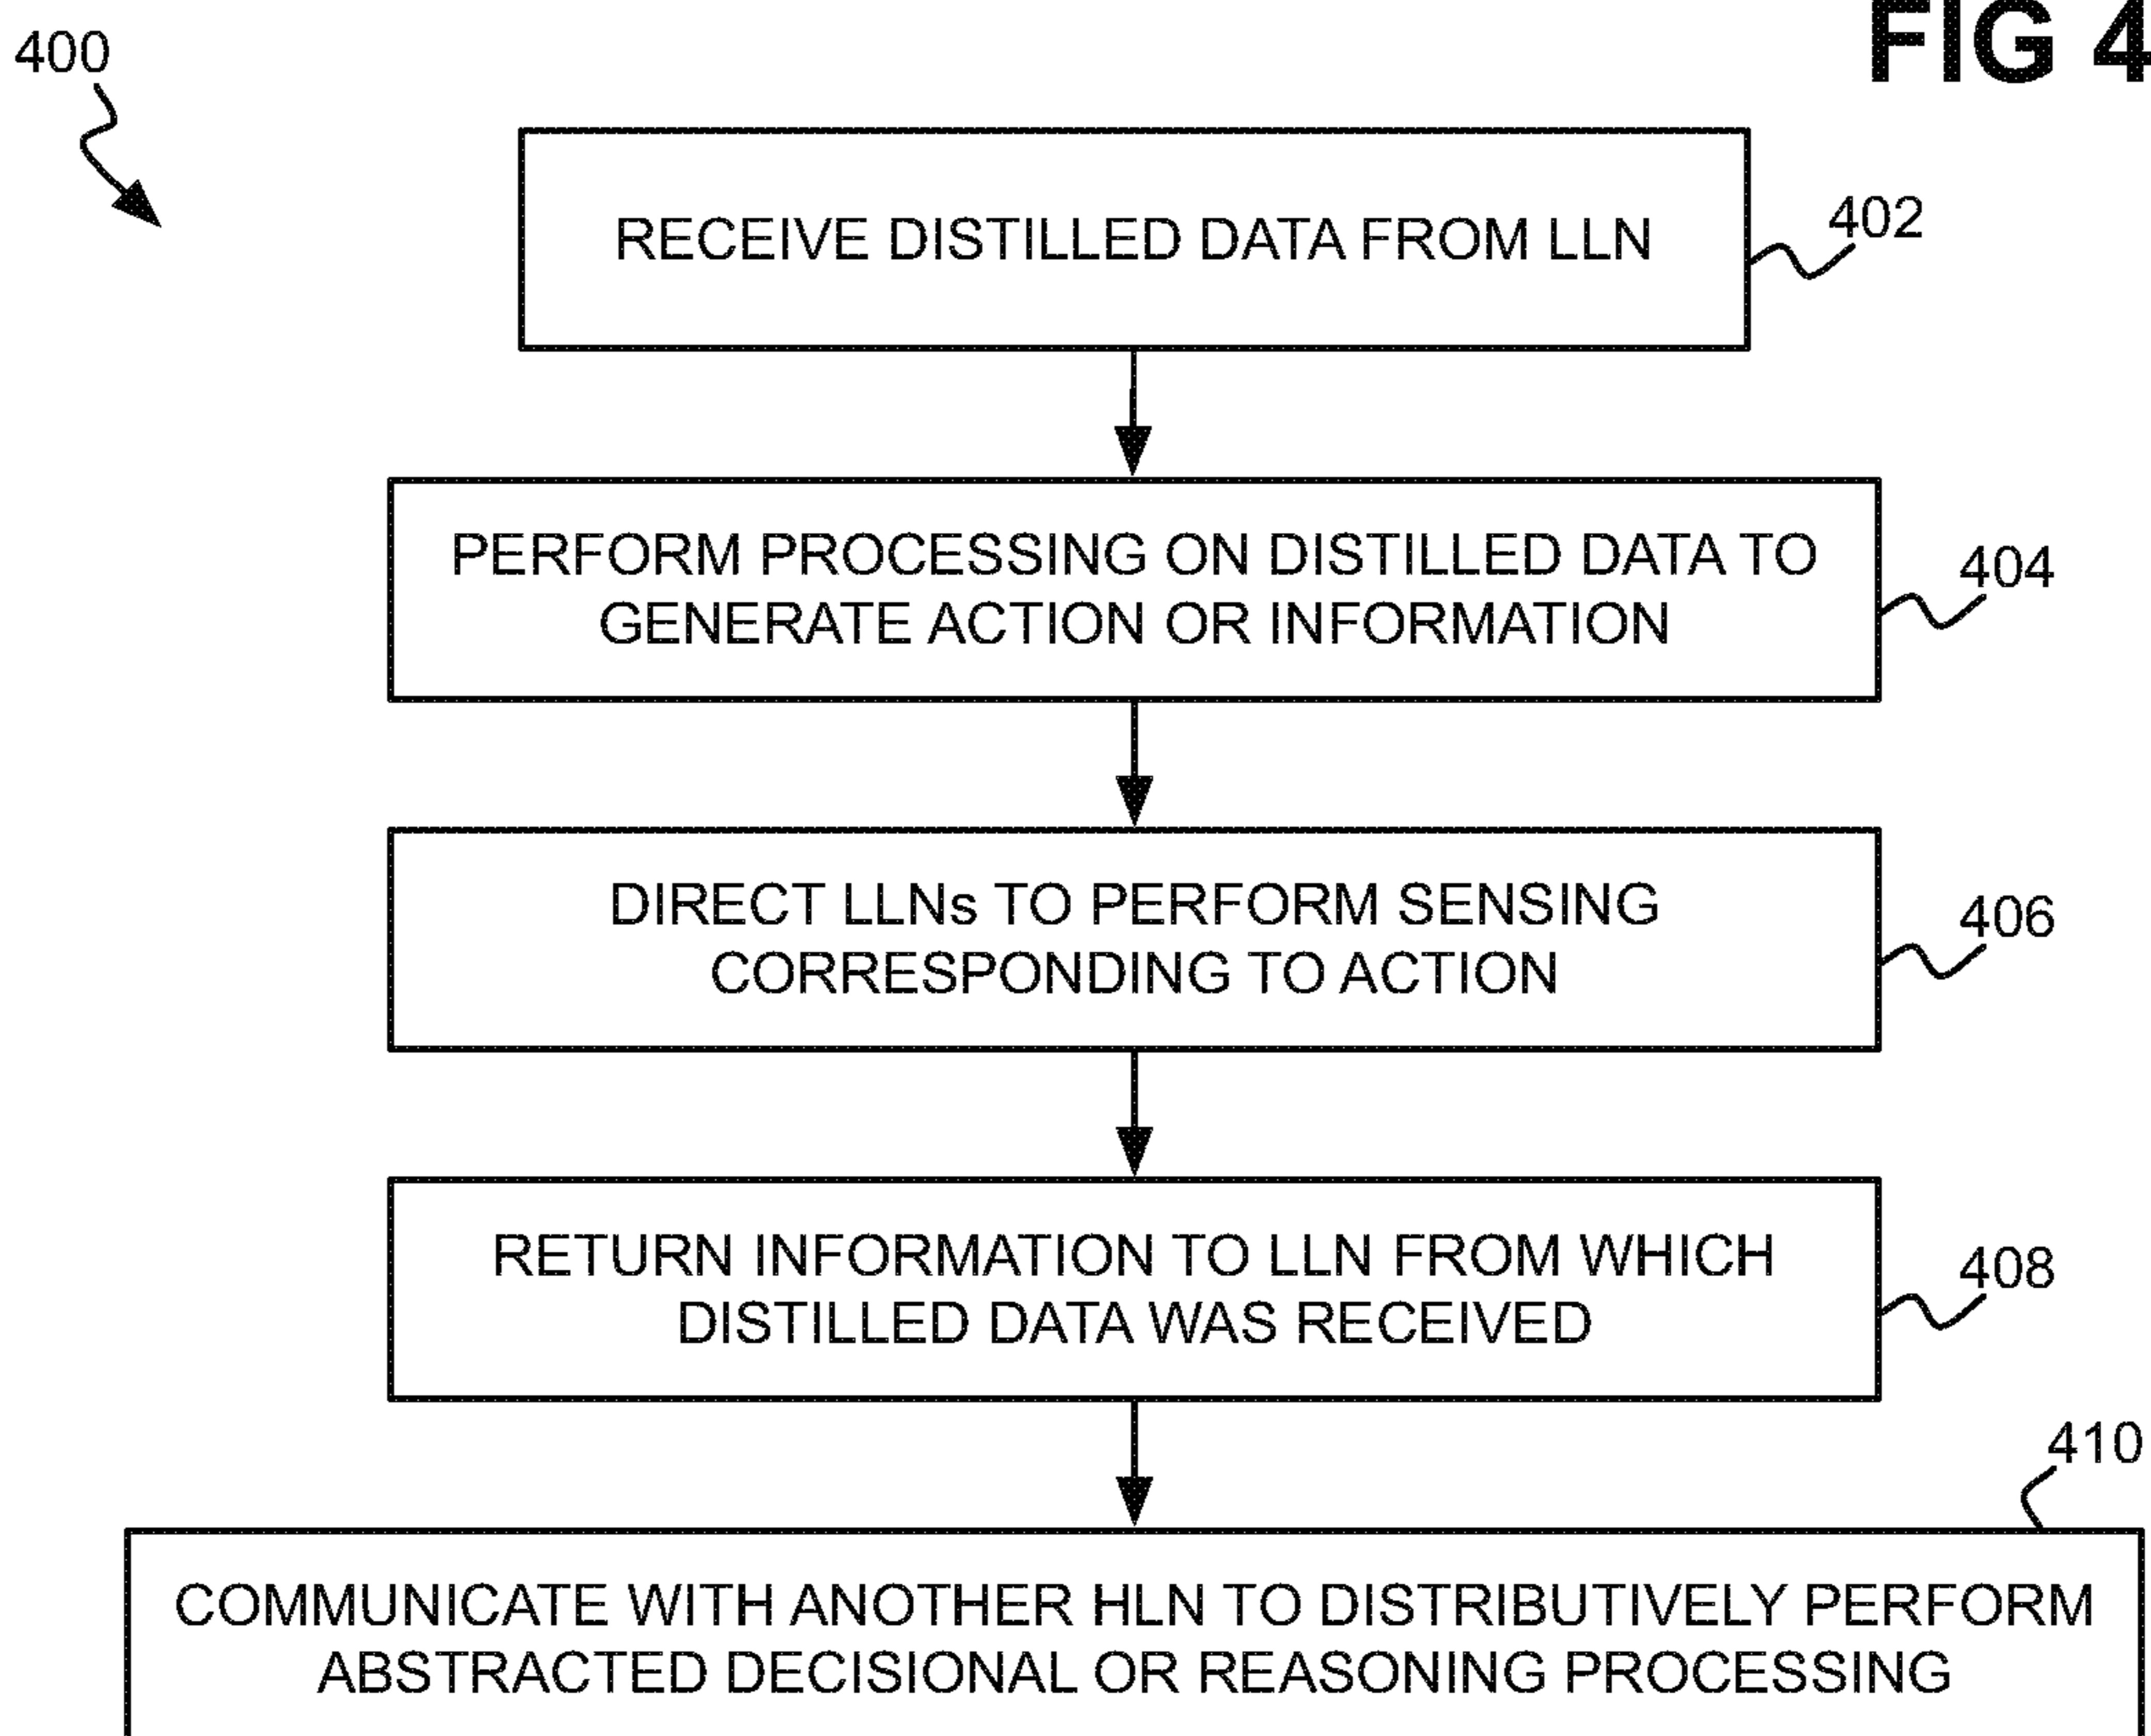 FIG 4
400
RECEIVE DISTILLED DATA FROM LLN
402
PERFORM PROCESSING ON DISTILLED DATA TO
GENERATE ACTION OR INFORMATION
404
DIRECT LLNs TO PERFORM SENSING
CORRESPONDING TO ACTION
406
RETURN INFORMATION TO LLN FROM WHICH
DISTILLED DATA WAS RECEIVED
408
410
COMMUNICATE WITH ANOTHER HLN TO DISTRIBUTIVELY PERFORM
ABSTRACTED DECISIONAL OR REASONING PROCESSING